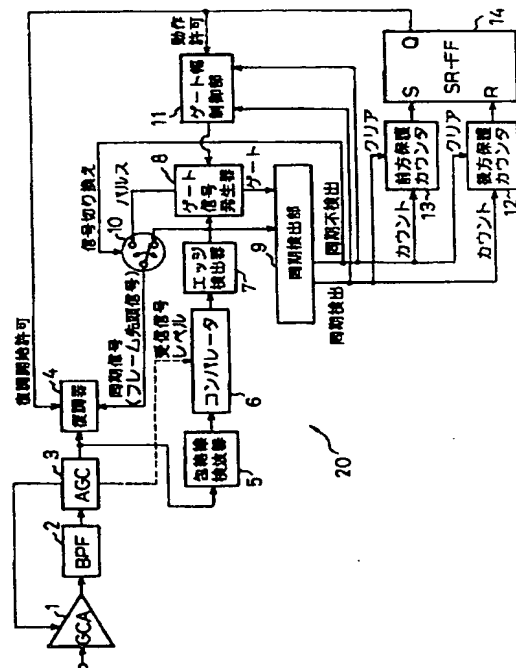 復調開始許可
信号切り換え
動作許可
1
GCA
2
BPF
3
AGC
4
復調器
同期信号
(フレーム先頭信号)
受信信号
レベル
10
パルス
11
ゲート幅
制御部
8
ゲート
信号
発生器
ゲート
7
エッジ
検出器
6
コンパレータ
5
包絡線
検波器
9
同期検出部
同期検出
同期不検出
クリア
クリア
カウント
カウント
前方保護
カウンタ
13
後方保護
カウンタ
12
S
R
Q
SR-FF
14
20